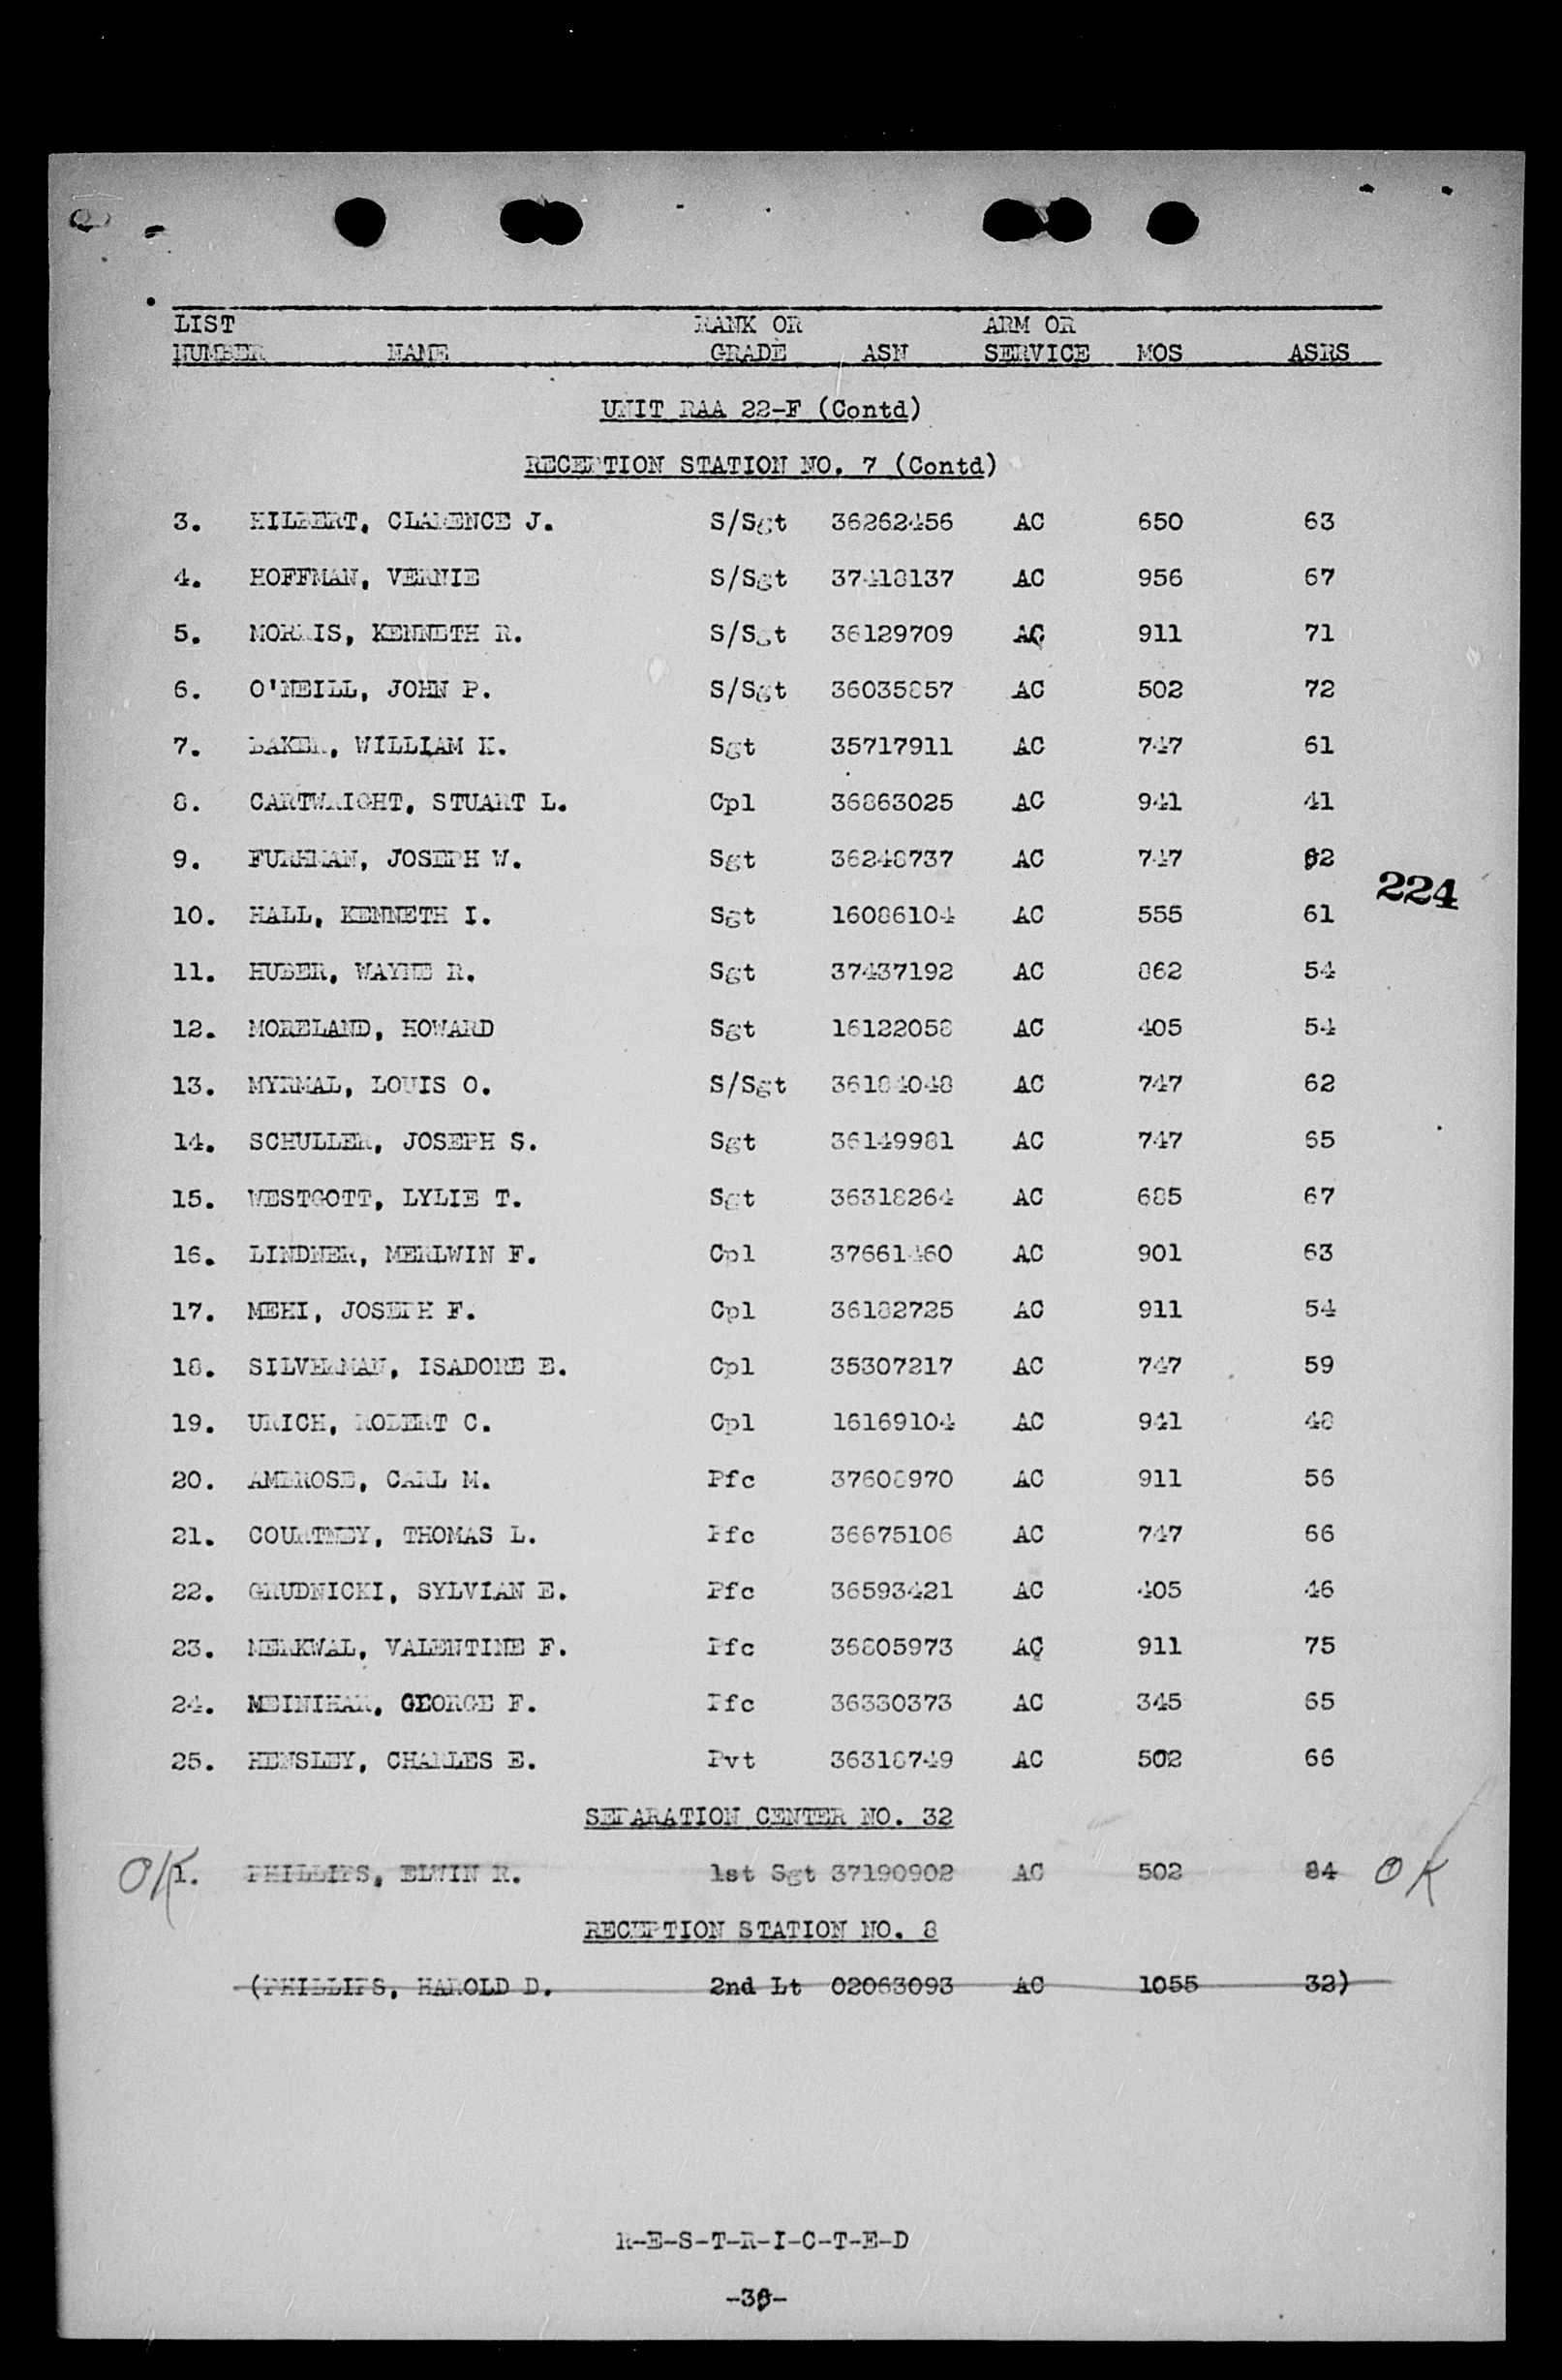 LIST RANK OR ARM OR
NUMBER NAME GRADE ASN SERVICE MOS ASRS
UNIT RAA 22-F (Contd)
RECEPTION STATION NO. 7 (Contd)
3. HILBERT, CLARENCE J. S/Sgt 36262456 AC 650 63
4. HOFFMAN, VERNIE S/Sgt 37418137 AC 956 67
5. MORRIS, KENNETH R. S/Sgt 36129709 AC 911 71
6. O'NEILL, JOHN P. S/Sgt 36035857 AC 502 72
7. BAKER, WILLIAM K. Sgt 35717911 AC 747 61
8. CARTWRIGHT, STUART L. Cpl 36863025 AC 941 41
9. FURHMAN, JOSEPH W. Sgt 36248737 AC 747
224
10. HALL, KENNETH I. Sgt 16086104 AC 555 61
11. HUBER, WAYNE R. Sgt 37437192 AC 862 54
12. MORELAND, HOWARD Sgt 16122058 AC 405 54
13. MYRMAL, LOUIS O. S/Sgt 36184048 AC 747 62
14. SCHULLER, JOSEPH S. Sgt 36149981 AC 747 65
15. WESTCOTT, LYLIE T. Sgt 36318264 AC 685 67
16. LINDNER, MERLWIN F. Cpl 37661460 AC 901 63
17. MEHI, JOSEPH F. Cpl 36182725 AC 911 54
18. SILVERMAN, ISADORE E. Cpl 35307217 AC 747 59
19. URICH, ROBERT C. Cpl 16169104 AC 941 48
20. AMBROSE, CARL M. Pfc 37608970 AC 911 56
21. COURTNEY, THOMAS L. Pfc 36675106 AC 747 66
22. GRUDNICKI, SYLVIAN E. Pfc 36593421 AC 405 46
23. MERKWAL, VALENTINE F. Pfc 36805973 AC 911 75
24. MEINIHAR, GEORGE F. Pfc 36330373 AC 345 65
25. HENSLEY, CHARLES E. Pvt 36318749 AC 502 66
SEPARATION CENTER NO. 32
OK 1. PHILLIPS, ELWIN R. 1st Sgt 37190902 AC 502 84 OK
RECEPTION STATION NO. 8
(PHILLIPS, HAROLD D. 2nd Lt 02063093 AC 1055 32)
R-E-S-T-R-I-C-T-E-D